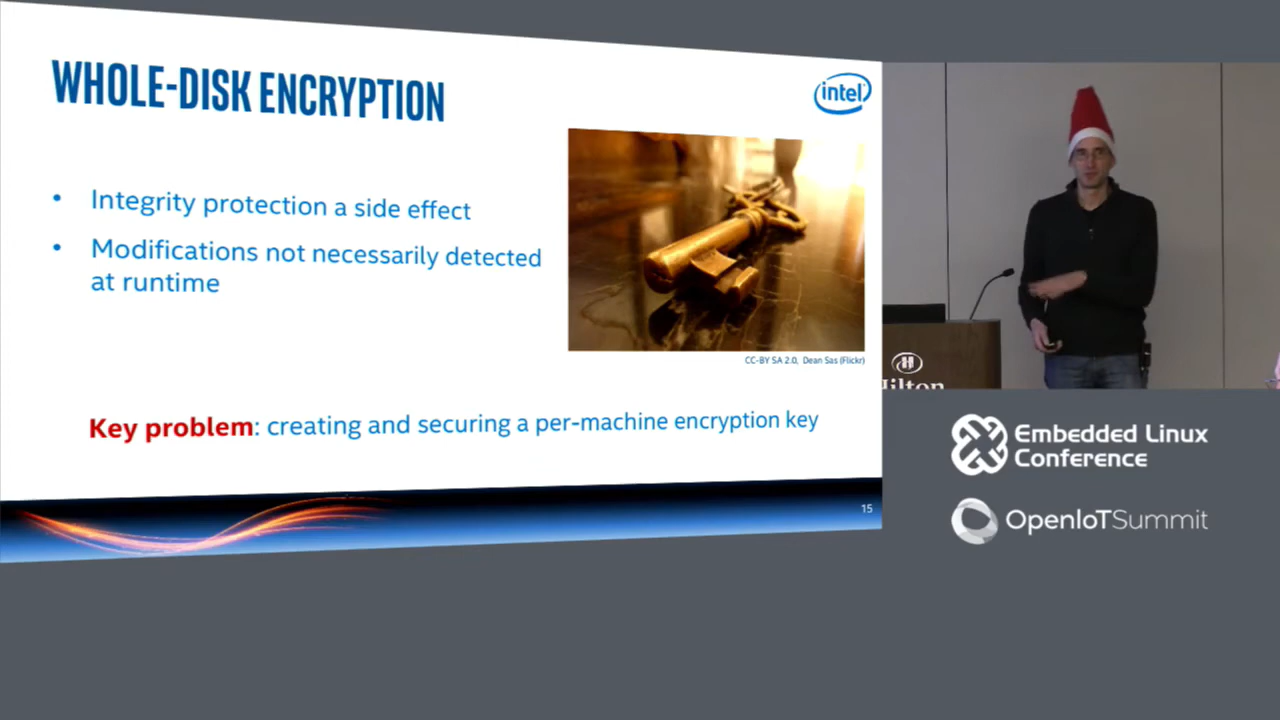 WHOLE-DISK ENCRYPTION
intel
• Integrity protection a side effect
• Modifications not necessarily detected
at runtime
CC-BY SA 2.0, Dean Sas (Flickr)
Key problem: creating and securing a per-machine encryption key
15
Hilton
Embedded Linux
Conference
OpenIoTSummit